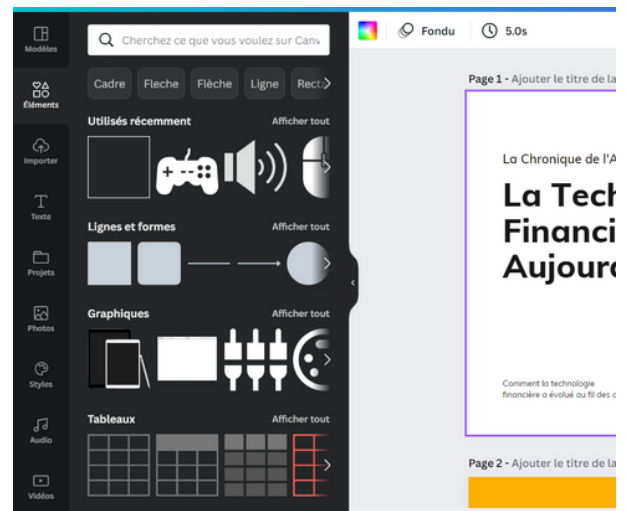 Modèles
Éléments
Importer
Texte
Projets
Photos
Styles
Audio
Vidéos
Cherchez ce que vous voulez sur Canv
Cadre Fleche Flèche Ligne Rect
Utilisés récemment Afficher tout
Lignes et formes Afficher tout
Graphiques Afficher tout
Tableaux Afficher tout
Fondu 5.0s
Page 1 - Ajouter le titre de la
La Chronique de l'A
La Tech
Financi
Aujour
Comment la technologie
financière a évolué au fil des
Page 2 - Ajouter le titre de la